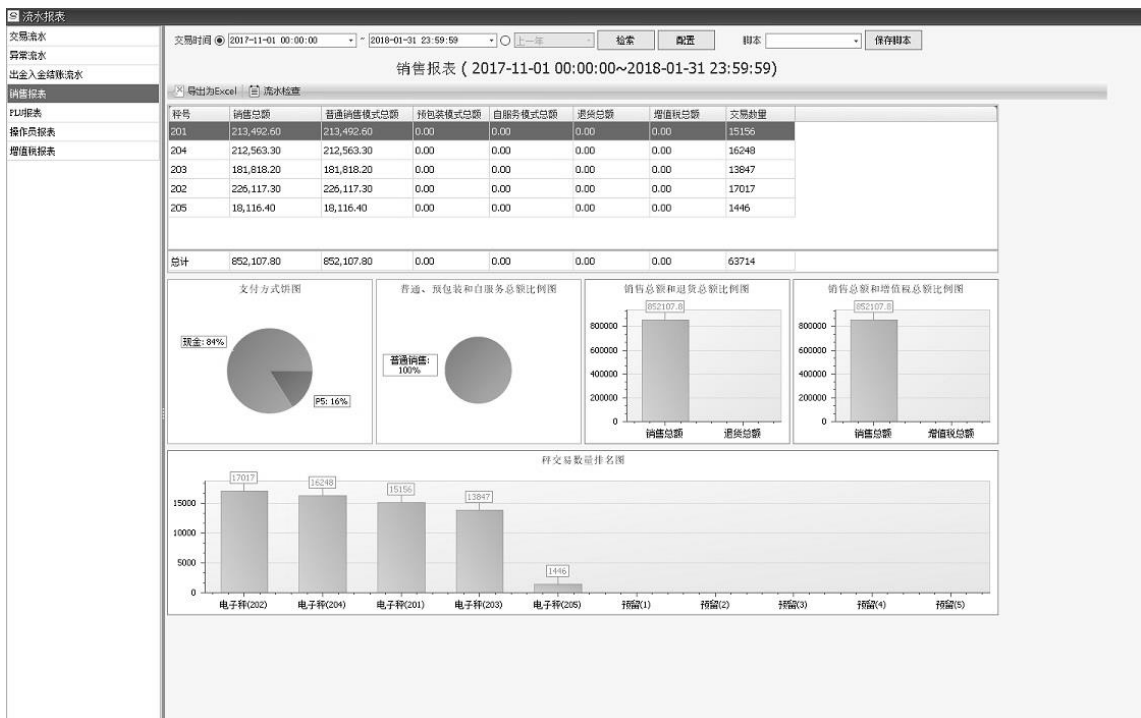 流水报表
交易流水
异常流水
出金入金结账流水
销售报表
PLU报表
操作员报表
增值税报表
交易时间 2017-11-01 00:00:00 ~ 2018-01-31 23:59:59 上一年 检索 配置 脚本 保存脚本
销售报表 ( 2017-11-01 00:00:00~2018-01-31 23:59:59)
导出为Excel 流水检查
秤号 销售总额 普通销售模式总额 预包装模式总额 自服务模式总额 退货总额 增值税总额 交易数量
201 213,492.60 213,492.60 0.00 0.00 0.00 0.00 15156
204 212,563.30 212,563.30 0.00 0.00 0.00 0.00 16248
203 181,818.20 181,818.20 0.00 0.00 0.00 0.00 13847
202 226,117.30 226,117.30 0.00 0.00 0.00 0.00 17017
205 18,116.40 18,116.40 0.00 0.00 0.00 0.00 1446
总计 852,107.80 852,107.80 0.00 0.00 0.00 0.00 63714
支付方式饼图
现金: 84%
P5: 16%
普通、预包装和自服务总额比例图
普通销售:
100%
销售总额和退货总额比例图
852107.8
800000
600000
400000
200000
0
销售总额 退货总额
销售总额和增值税总额比例图
852107.8
800000
600000
400000
200000
0
销售总额 增值税总额
秤交易数量排名图
17017 16248 15156 13847 1446
15000
10000
5000
0
电子秤(202) 电子秤(204) 电子秤(201) 电子秤(203) 电子秤(205) 预留(1) 预留(2) 预留(3) 预留(4) 预留(5)